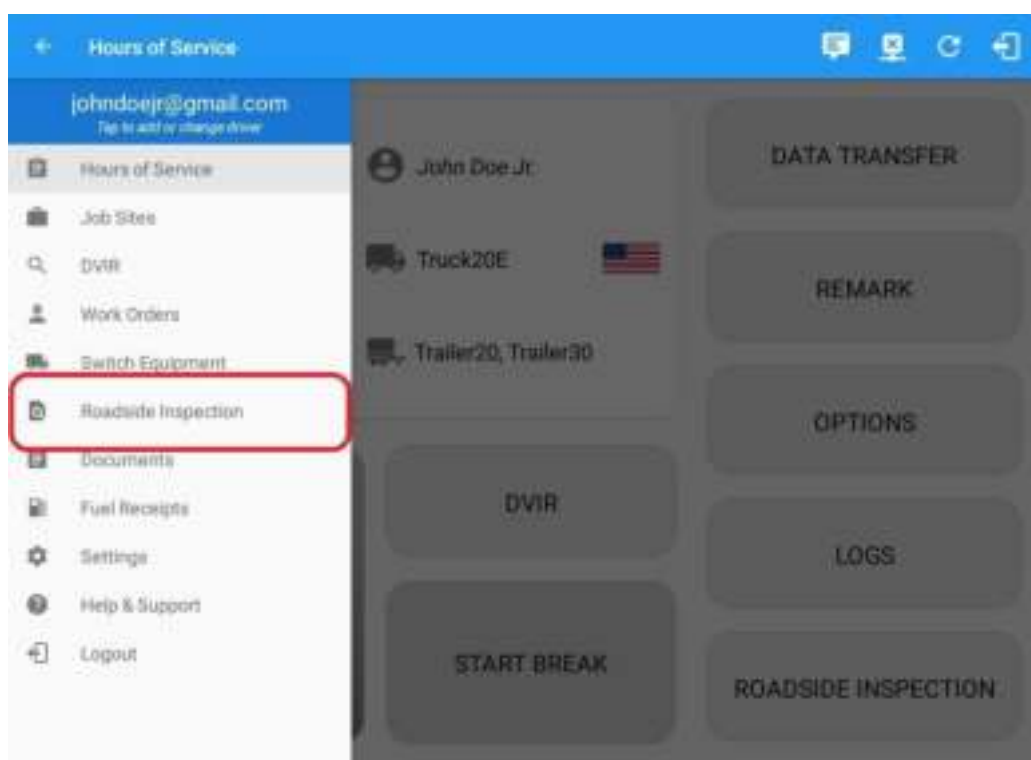 Hours of Service
johndoejr@gmail.com
Tap to add or change driver
Hours of Service
Job Sites
DVIR
Work Orders
Switch Equipment
Roadside Inspection
Documents
Fuel Receipts
Settings
Help & Support
Logout
John Doe Jr.
Truck20E
Trailer20, Trailer30
DVIR
START BREAK
DATA TRANSFER
REMARK
OPTIONS
LOGS
ROADSIDE INSPECTION